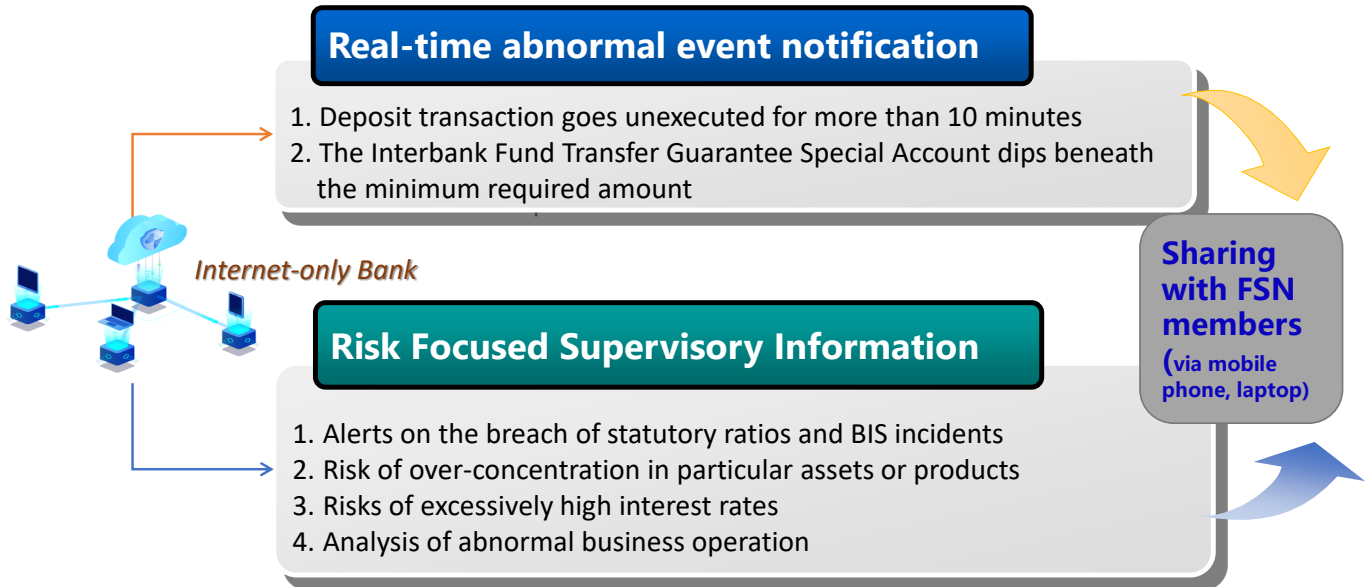 Real-time abnormal event notification
1. Deposit transaction goes unexecuted for more than 10 minutes
2. The Interbank Fund Transfer Guarantee Special Account dips beneath
the minimum required amount
Internet-only Bank
Risk Focused Supervisory Information
1. Alerts on the breach of statutory ratios and BIS incidents
2. Risk of over-concentration in particular assets or products
3. Risks of excessively high interest rates
4. Analysis of abnormal business operation
Sharing
with FSN
members
(via mobile
phone, laptop)